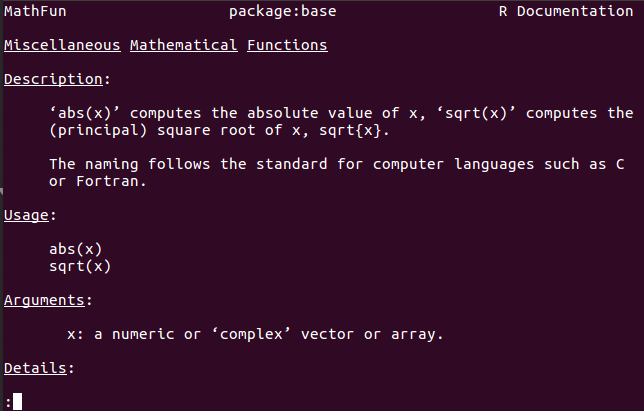 MathFun package:base R Documentation
Miscellaneous Mathematical Functions
Description:
‘abs(x)’ computes the absolute value of x, ‘sqrt(x)’ computes the
(principal) square root of x, sqrt{x}.
The naming follows the standard for computer languages such as C
or Fortran.
Usage:
abs(x)
sqrt(x)
Arguments:
x: a numeric or ‘complex’ vector or array.
Details:
: